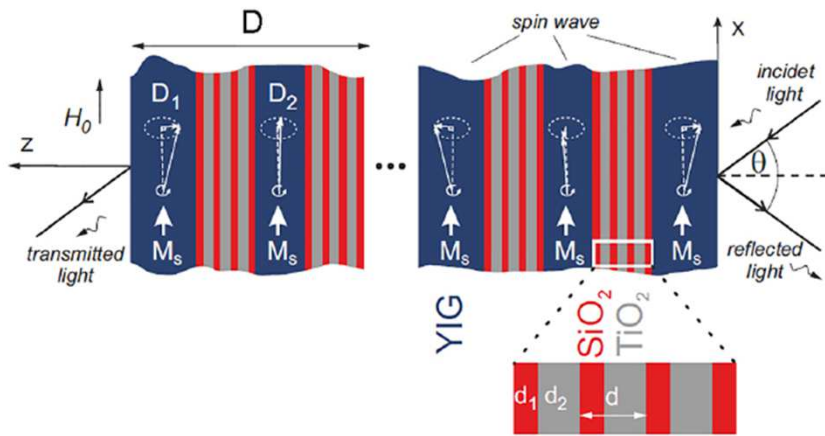 D
spin wave
X
D₁
D₂
H₀
incidet
light
z
θ
•••
transmitted
light
Mₛ
Mₛ
Mₛ
Mₛ
Mₛ
reflected
light
YIG
SiO₂
TiO₂
d₁
d₂
d